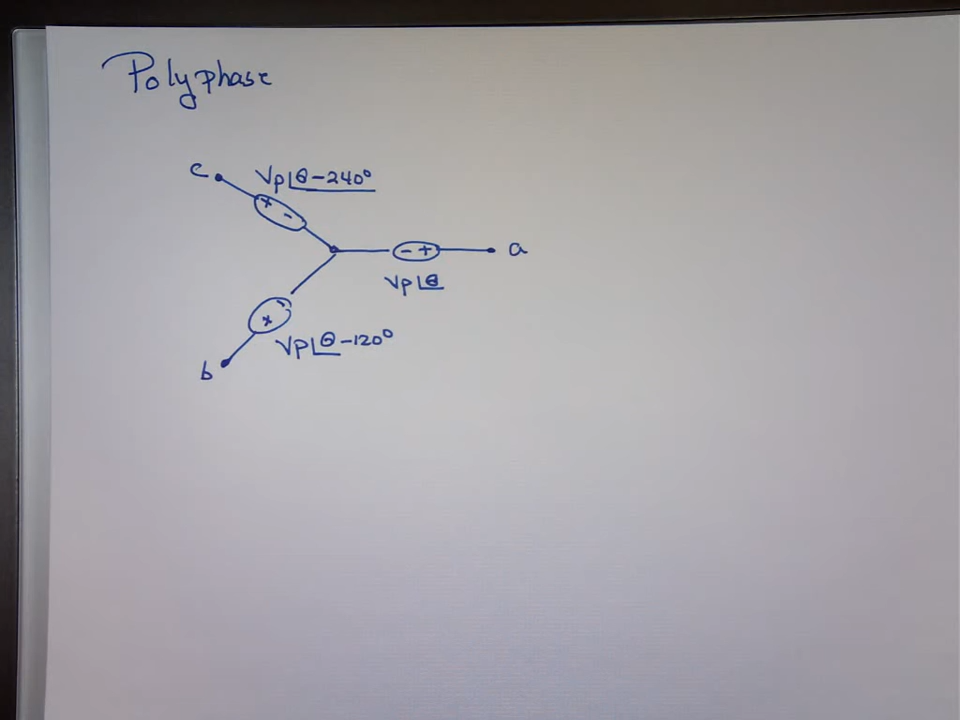 Polyphase
c Vp∠θ-240°
+ -
- + a
Vp∠θ
+ -
Vp∠θ-120°
b